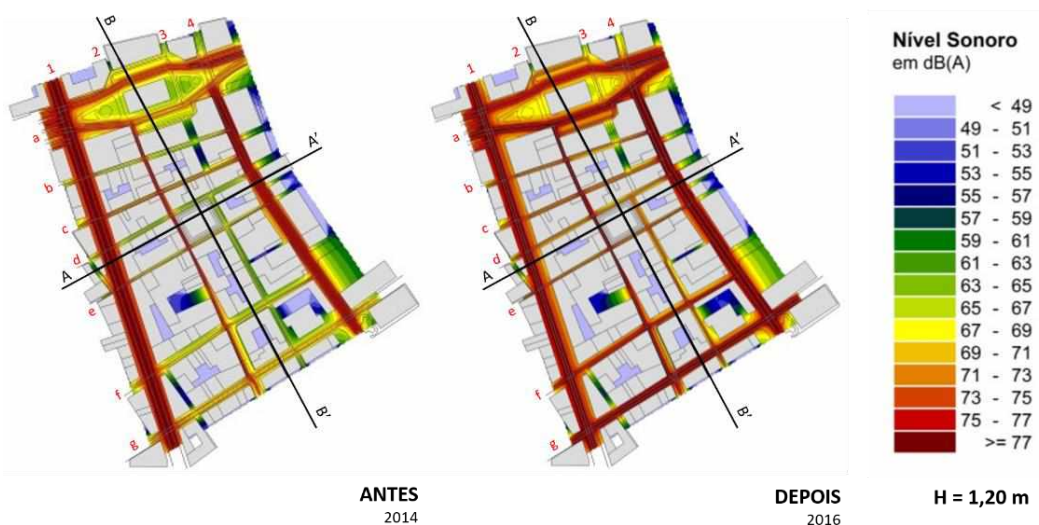 B
1
2
3
4
a
b
c
d
e
f
g
A
A'
B'
B
1
2
3
4
a
b
c
d
e
f
g
A
A'
B'
Nível Sonoro
em dB(A)
< 49
49 - 51
51 - 53
53 - 55
55 - 57
57 - 59
59 - 61
61 - 63
63 - 65
65 - 67
67 - 69
69 - 71
71 - 73
73 - 75
75 - 77
>= 77
ANTES
2014
DEPOIS
2016
H = 1,20 m